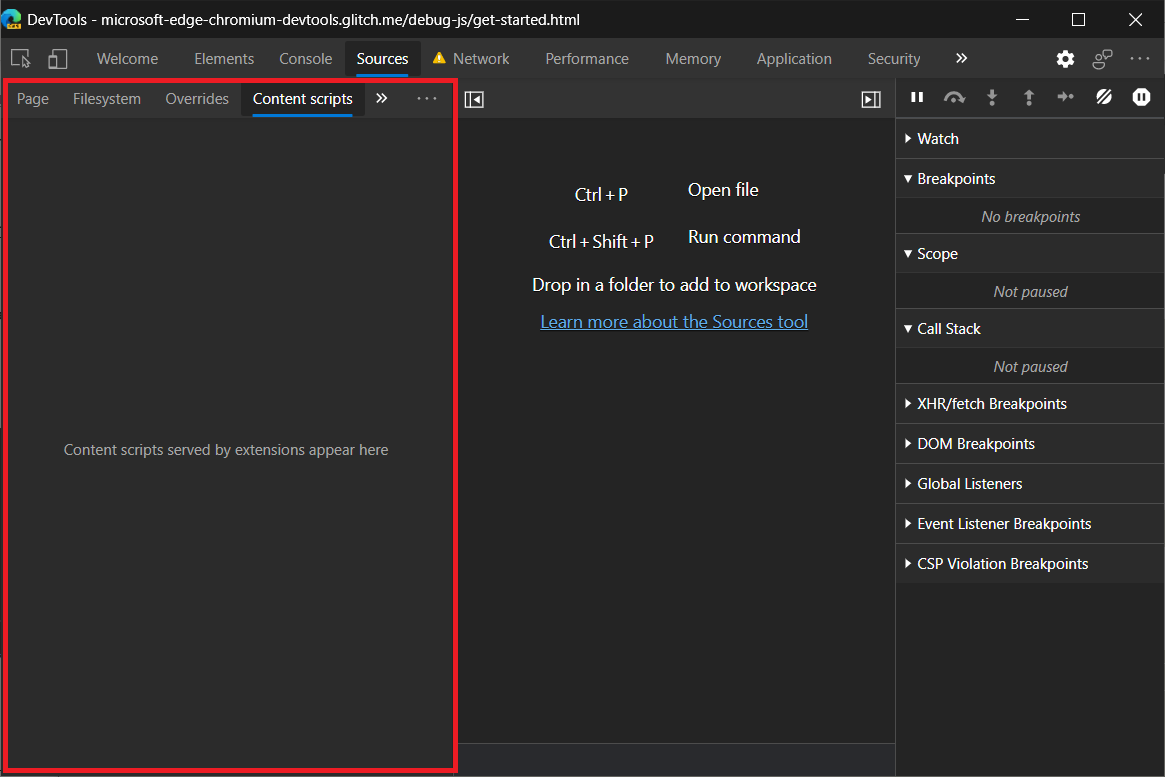 DevTools - microsoft-edge-chromium-devtools.glitch.me/debug-js/get-started.html
Welcome Elements Console Sources Network Performance Memory Application Security
Page Filesystem Overrides Content scripts
Content scripts served by extensions appear here
Ctrl + P Open file
Ctrl + Shift + P Run command
Drop in a folder to add to workspace
Learn more about the Sources tool
Watch
Breakpoints
No breakpoints
Scope
Not paused
Call Stack
Not paused
XHR/fetch Breakpoints
DOM Breakpoints
Global Listeners
Event Listener Breakpoints
CSP Violation Breakpoints